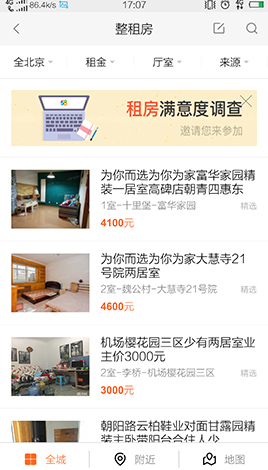 4G 86.4k/s 17:07
整租房
全北京 租金 厅室 来源
租房满意度调查
邀请您来参加
为你而选为你为家富华家园精
装一居室高碑店朝青四惠东
1室-十里堡-富华家园 精选
4100元
为你而选为你为家大慧寺21
号院两居室
2室-魏公村-大慧寺21号院 精选
4600元
机场樱花园三区少有两居室业
主价3000元
2室-李桥-机场樱花园三区 精选
3000元
朝阳路云柏鞋业对面甘露园精
装主卧带阳台合住人少
全城 附近 地图